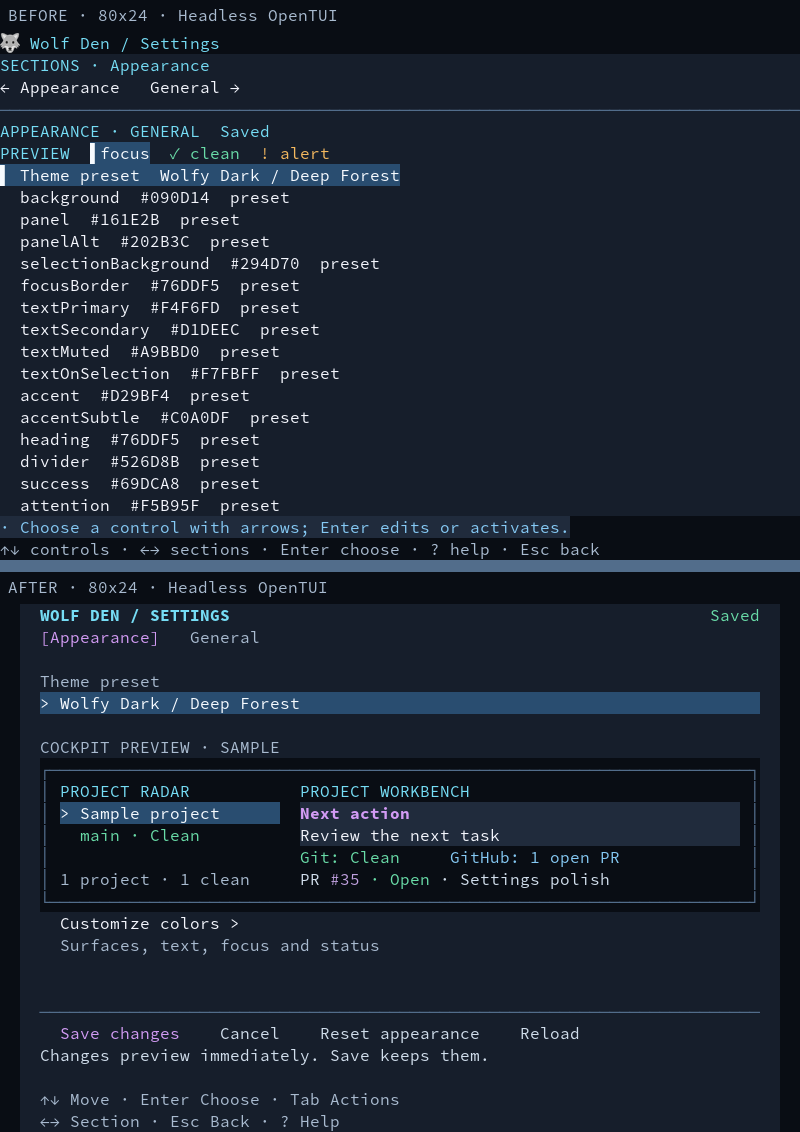 BEFORE · 80x24 · Headless OpenTUI
🐺 Wolf Den / Settings
SECTIONS · Appearance
← Appearance   General →
APPEARANCE · GENERAL  Saved
PREVIEW  focus  ✓ clean  ! alert
Theme preset  Wolfy Dark / Deep Forest
background  #090D14  preset
panel  #161E2B  preset
panelAlt  #202B3C  preset
selectionBackground  #294D70  preset
focusBorder  #76DDF5  preset
textPrimary  #F4F6FD  preset
textSecondary  #D1DEEC  preset
textMuted  #A9BBD0  preset
textOnSelection  #F7FBFF  preset
accent  #D29BF4  preset
accentSubtle  #C0A0DF  preset
heading  #76DDF5  preset
divider  #526D8B  preset
success  #69DCA8  preset
attention  #F5B95F  preset
· Choose a control with arrows; Enter edits or activates.
↑↓ controls · ←→ sections · Enter choose · ? help · Esc back
AFTER · 80x24 · Headless OpenTUI
WOLF DEN / SETTINGS  Saved
[Appearance]   General
Theme preset
> Wolfy Dark / Deep Forest
COCKPIT PREVIEW · SAMPLE
PROJECT RADAR  PROJECT WORKBENCH
> Sample project  Next action
main · Clean  Review the next task
Git: Clean  GitHub: 1 open PR
1 project · 1 clean  PR #35 · Open · Settings polish
Customize colors >
Surfaces, text, focus and status
Save changes  Cancel  Reset appearance  Reload
Changes preview immediately. Save keeps them.
↑↓ Move · Enter Choose · Tab Actions
←→ Section · Esc Back · ? Help